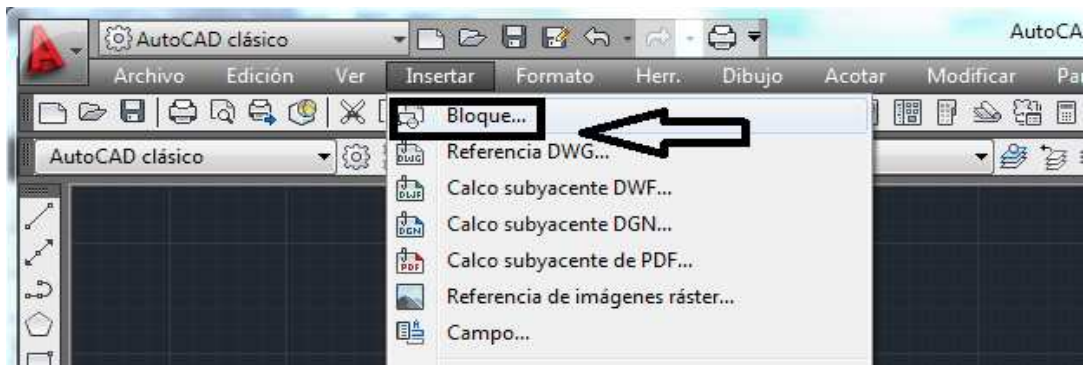 AutoCAD clásico
AutoCA
Archivo Edición Ver Insertar Formato Herr. Dibujo Acotar Modificar Pa
Bloque...
AutoCAD clásico
Referencia DWG...
Calco subyacente DWF...
Calco subyacente DGN...
Calco subyacente de PDF...
Referencia de imágenes ráster...
Campo...